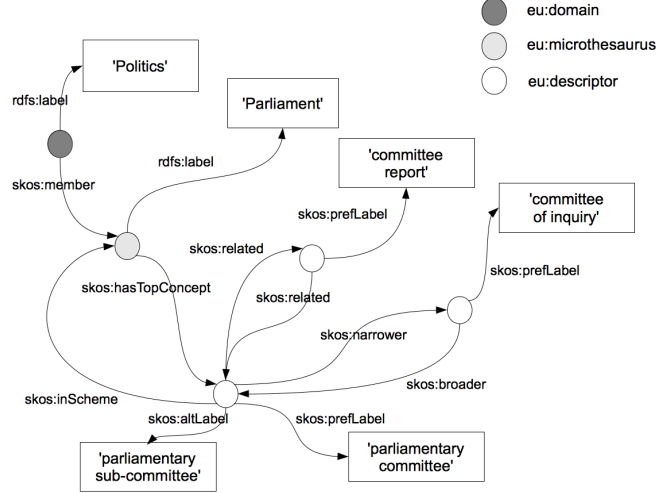 eu:domain
eu:microthesaurus
eu:descriptor
'Politics'
rdfs:label
'Parliament'
rdfs:label
skos:member
'committee
report'
'committee
of inquiry'
skos:prefLabel
skos:related
skos:prefLabel
skos:hasTopConcept
skos:related
skos:narrower
skos:broader
skos:inScheme
skos:altLabel
skos:prefLabel
'parliamentary
sub-committee'
'parliamentary
committee'